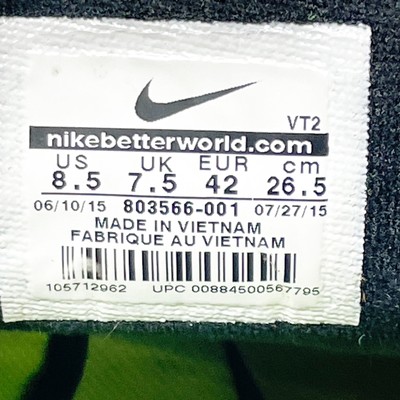 VT2
nikebetterworld.com
US UK EUR cm
8.5 7.5 42 26.5
06/10/15 803566-001 07/27/15
MADE IN VIETNAM
FABRIQUE AU VIETNAM
105712962 UPC 00884500567795